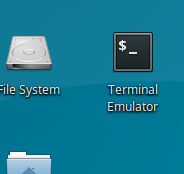 $_
File System
Terminal
Emulator